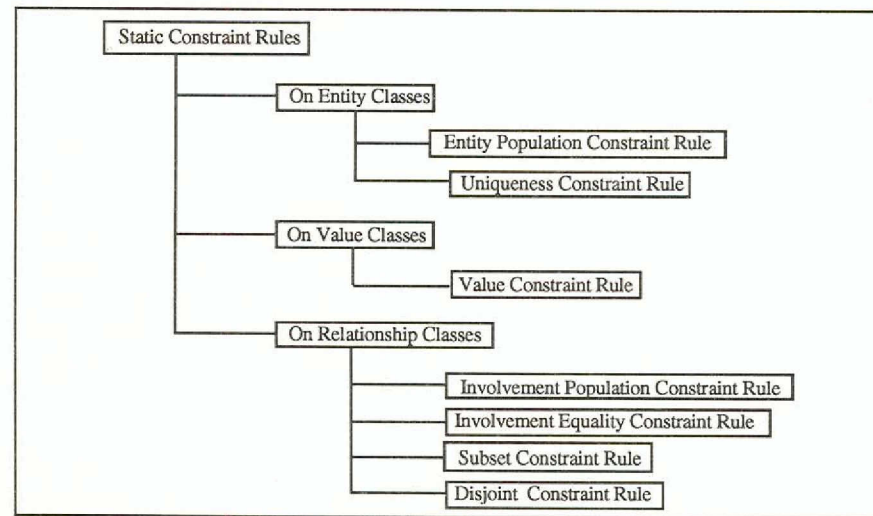 Static Constraint Rules
On Entity Classes
Entity Population Constraint Rule
Uniqueness Constraint Rule
On Value Classes
Value Constraint Rule
On Relationship Classes
Involvement Population Constraint Rule
Involvement Equality Constraint Rule
Subset Constraint Rule
Disjoint Constraint Rule